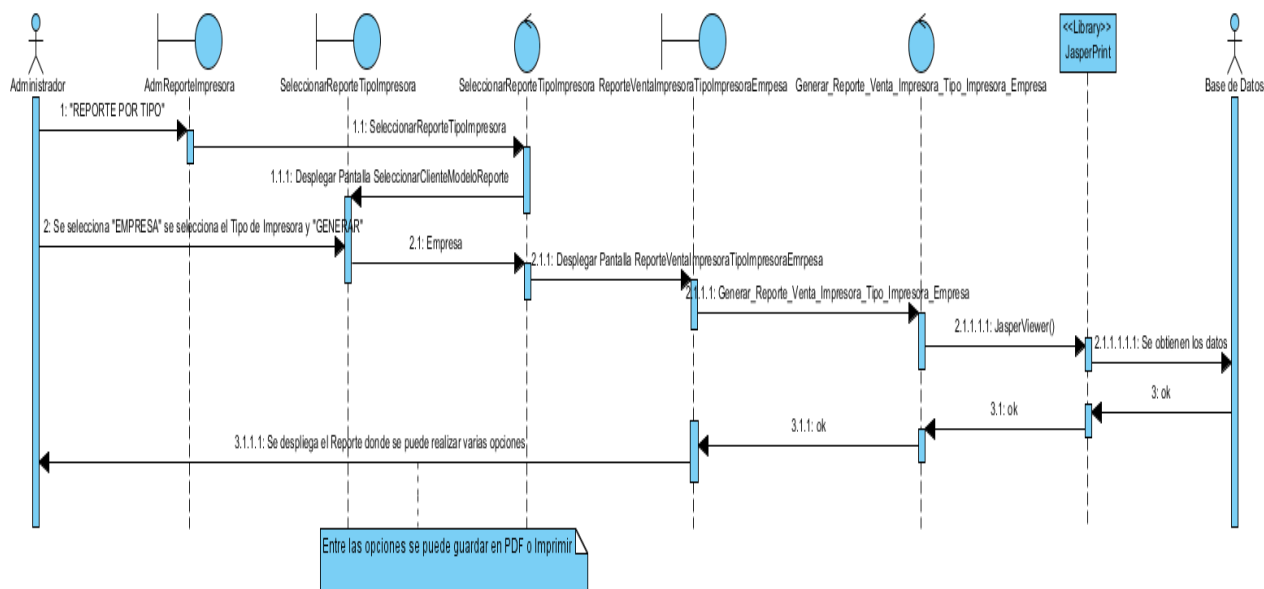 <<Library>>
JasperPrint
Administrador
AdmReporteImpresora
SeleccionarReporteTipoImpresora
SeleccionarReporteTipoImpresora
ReporteVentaImpresoraTipoImpresoraEmrpesa
Generar_Reporte_Venta_Impresora_Tipo_Impresora_Empresa
Base de Datos
1: "REPORTE POR TIPO"
1.1: SeleccionarReporteTipoImpresora
1.1.1: Desplegar Pantalla SeleccionarClienteModeloReporte
2: Se selecciona "EMPRESA" se selecciona el Tipo de Impresora y "GENERAR"
2.1: Empresa
2.1.1: Desplegar Pantalla ReporteVentaImpresoraTipoImpresoraEmrpesa
2.1.1.1: Generar_Reporte_Venta_Impresora_Tipo_Impresora_Empresa
2.1.1.1.1: JasperViewer()
2.1.1.1.1.1: Se obtienen los datos
3: ok
3.1: ok
3.1.1: ok
3.1.1.1: Se despliega el Reporte donde se puede realizar varias opciones
Entre las opciones se puede guardar en PDF o Imprimir